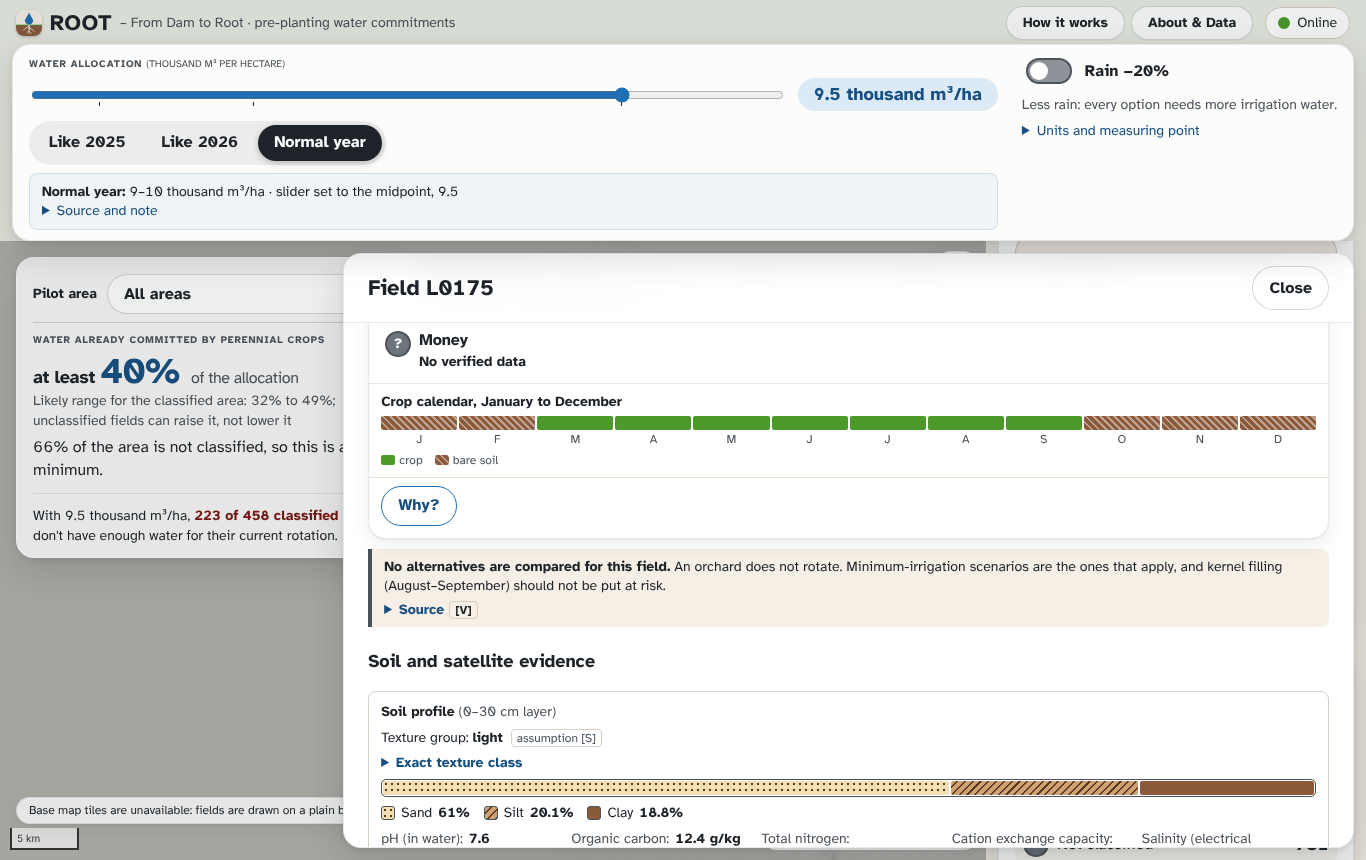 ROOT – From Dam to Root · pre-planting water commitments
How it works
About & Data
Online
WATER ALLOCATION (THOUSAND M³ PER HECTARE)
9.5 thousand m³/ha
Like 2025
Like 2026
Normal year
Normal year: 9–10 thousand m³/ha · slider set to the midpoint, 9.5
Source and note
Rain −20%
Less rain: every option needs more irrigation water.
Units and measuring point
Pilot area
All areas
WATER ALREADY COMMITTED BY PERENNIAL CROPS
at least 40% of the allocation
Likely range for the classified area: 32% to 49%;
unclassified fields can raise it, not lower it
66% of the area is not classified, so this is a
minimum.
With 9.5 thousand m³/ha, 223 of 458 classified
don't have enough water for their current rotation.
Base map tiles are unavailable: fields are drawn on a plain b
5 km
Field L0175
Close
?
Money
No verified data
Crop calendar, January to December
J F M A M J J A S O N D
crop
bare soil
Why?
No alternatives are compared for this field. An orchard does not rotate. Minimum-irrigation scenarios are the ones that apply, and kernel filling
(August–September) should not be put at risk.
Source [V]
Soil and satellite evidence
Soil profile (0–30 cm layer)
Texture group: light assumption [S]
Exact texture class
Sand 61% Silt 20.1% Clay 18.8%
pH (in water): 7.6 Organic carbon: 12.4 g/kg Total nitrogen: Cation exchange capacity: Salinity (electrical